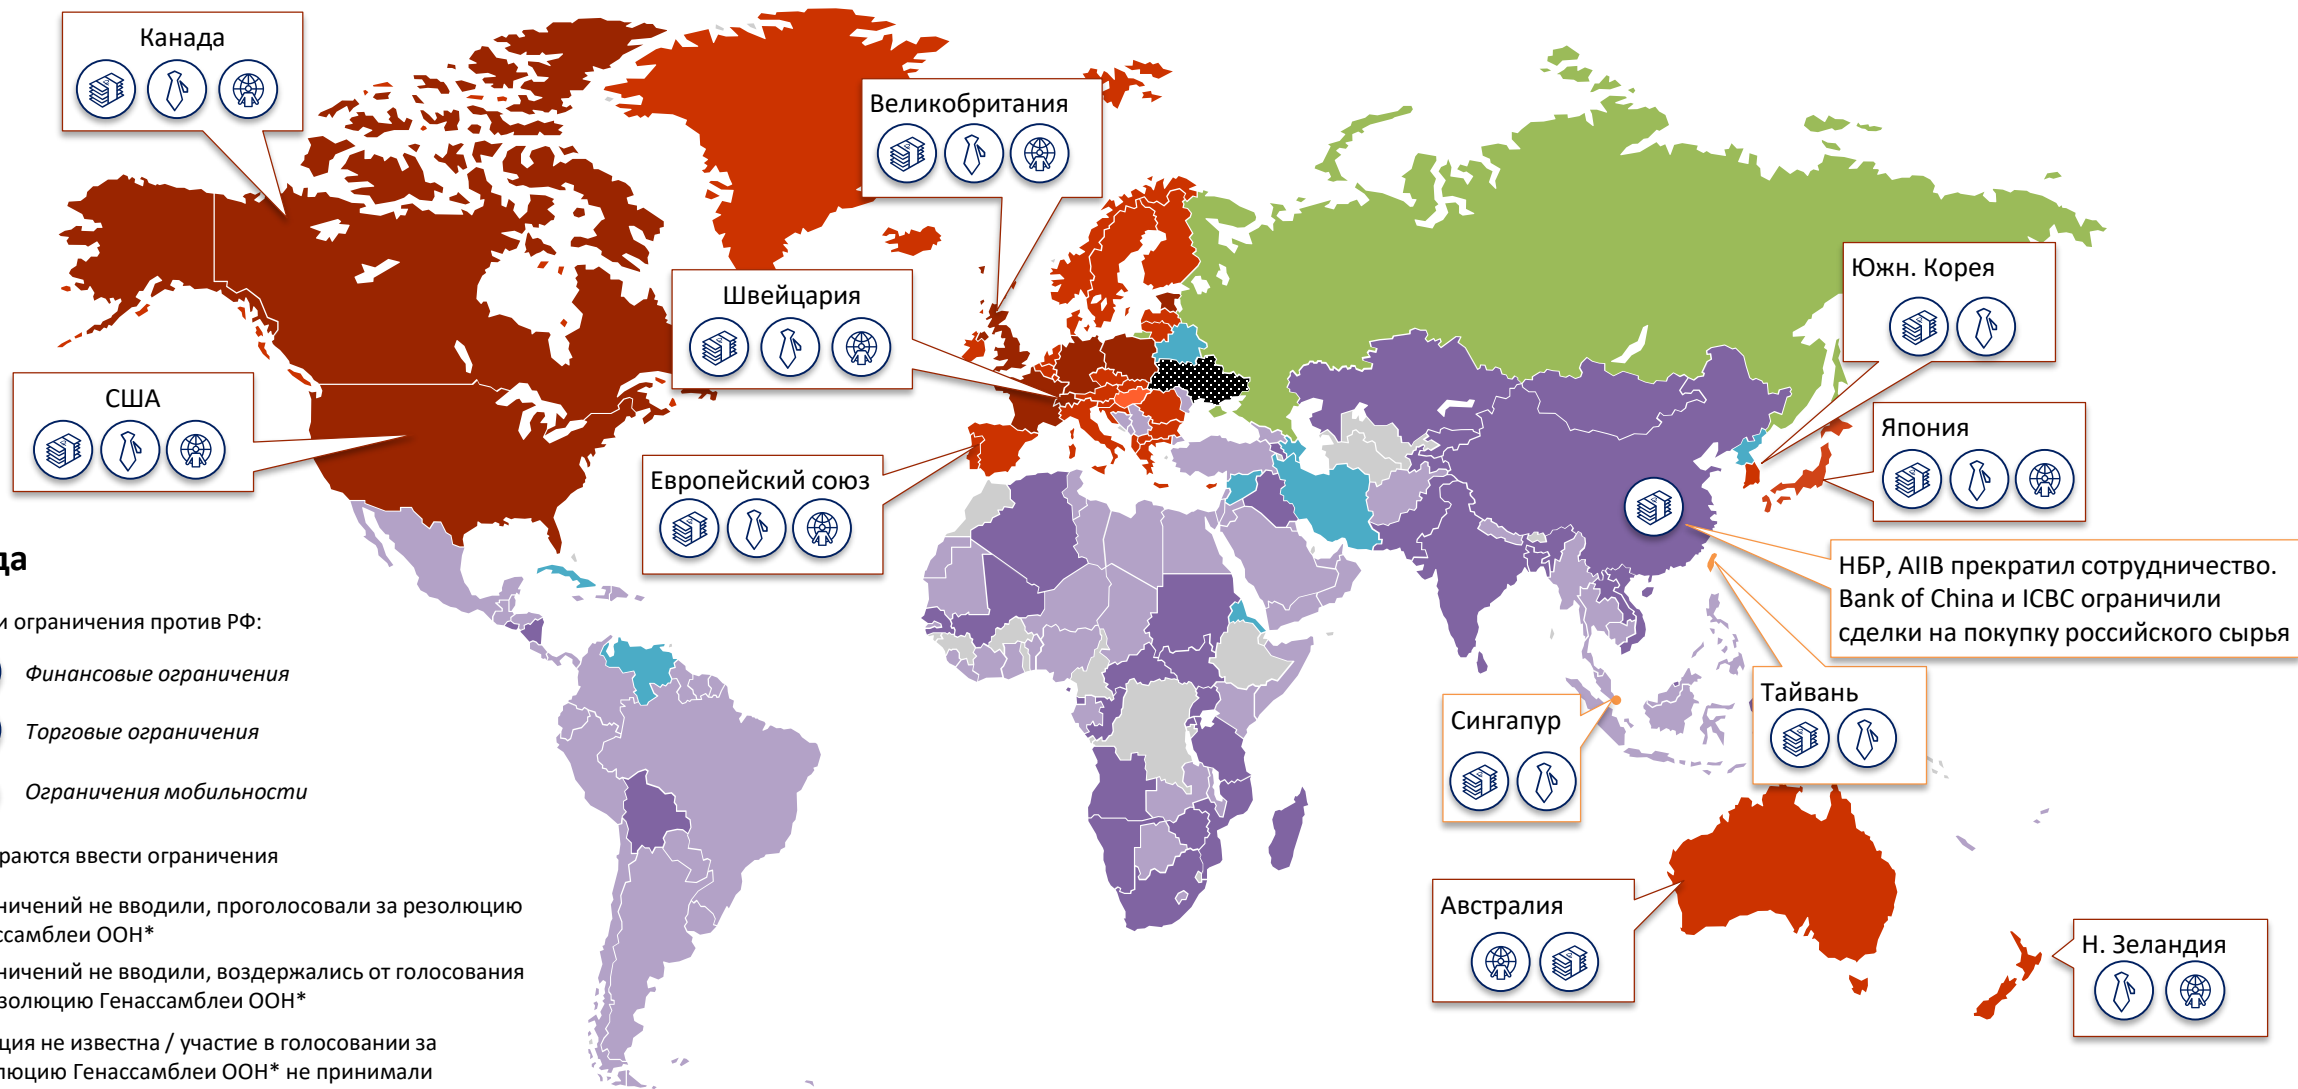 Канада
Великобритания
Южн. Корея
Швейцария
США
Япония
Европейский союз
НБР, AIIB прекратил сотрудничество.
Bank of China и ICBC ограничили
сделки на покупку российского сырья
Тайвань
Сингапур
Австралия
Н. Зеландия
да
и ограничения против РФ:
Финансовые ограничения
Торговые ограничения
Ограничения мобильности
раются ввести ограничения
ничений не вводили, проголосовали за резолюцию
ссамблеи ООН*
ничений не вводили, воздержались от голосования
езолюцию Генассамблеи ООН*
ция не известна / участие в голосовании за
люцию Генассамблеи ООН* не принимали